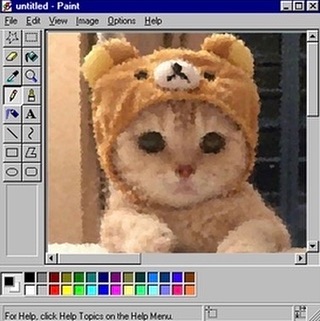 untitled - Paint
File Edit View Image Options Help
A
For Help, click Help Topics on the Help Menu.